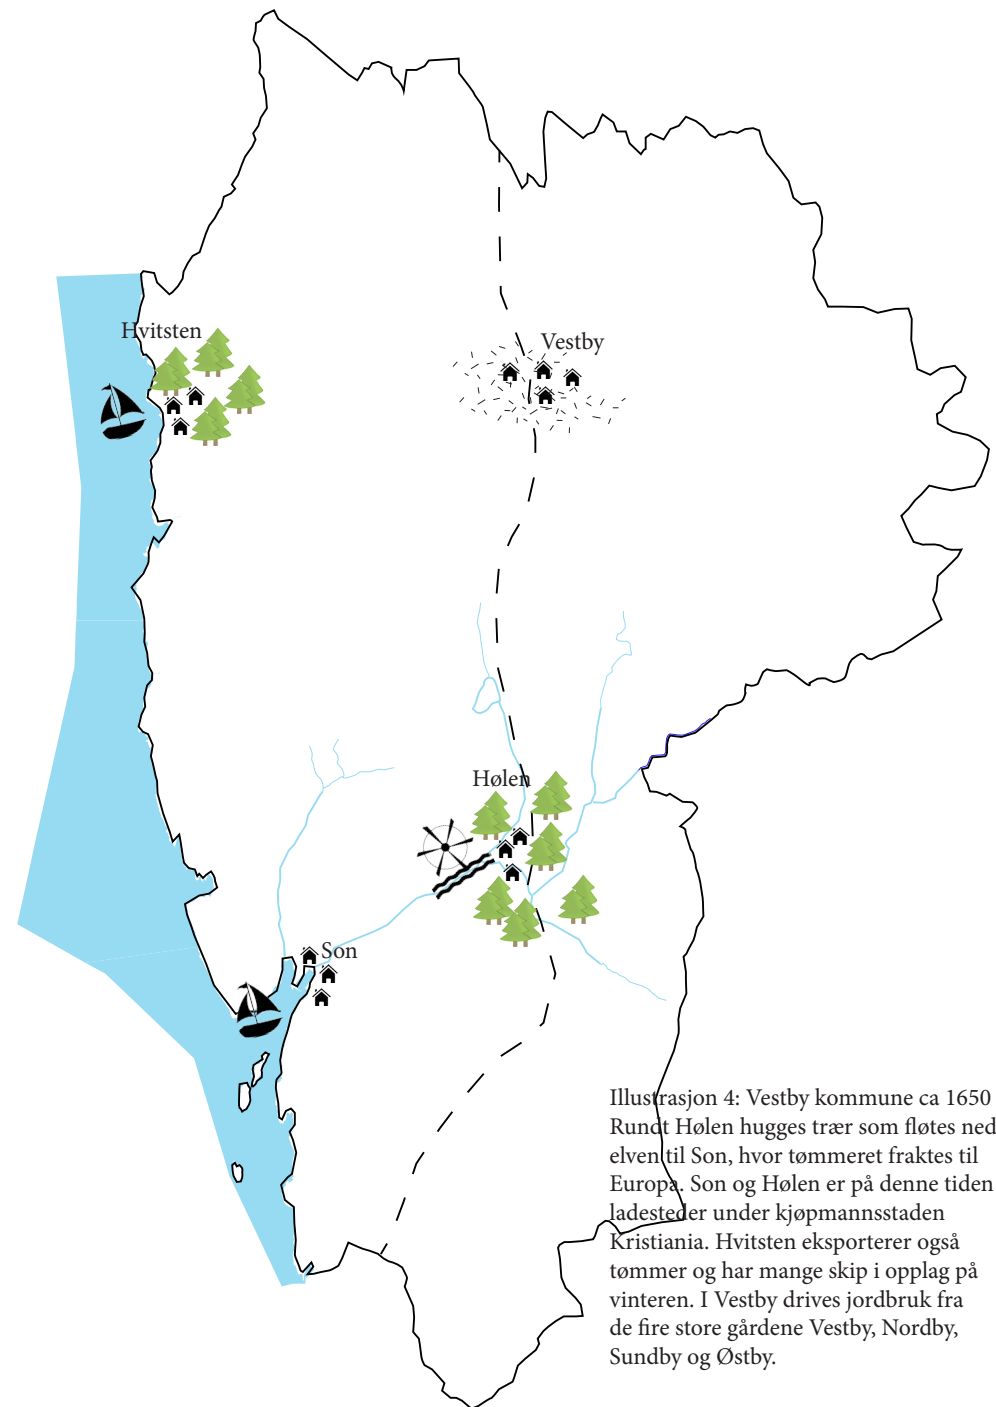 Hvitsten
Vestby
Hølen
Son
Illustrasjon 4: Vestby kommune ca 1650
Rundt Hølen hugges trær som fløtes ned
elven til Son, hvor tømmeret fraktes til
Europa. Son og Hølen er på denne tiden
ladesteder under kjøpmannsstaden
Kristiania. Hvitsten eksporterer også
tømmer og har mange skip i opplag på
vinteren. I Vestby drives jordbruk fra
de fire store gårdene Vestby, Nordby,
Sundby og Østby.